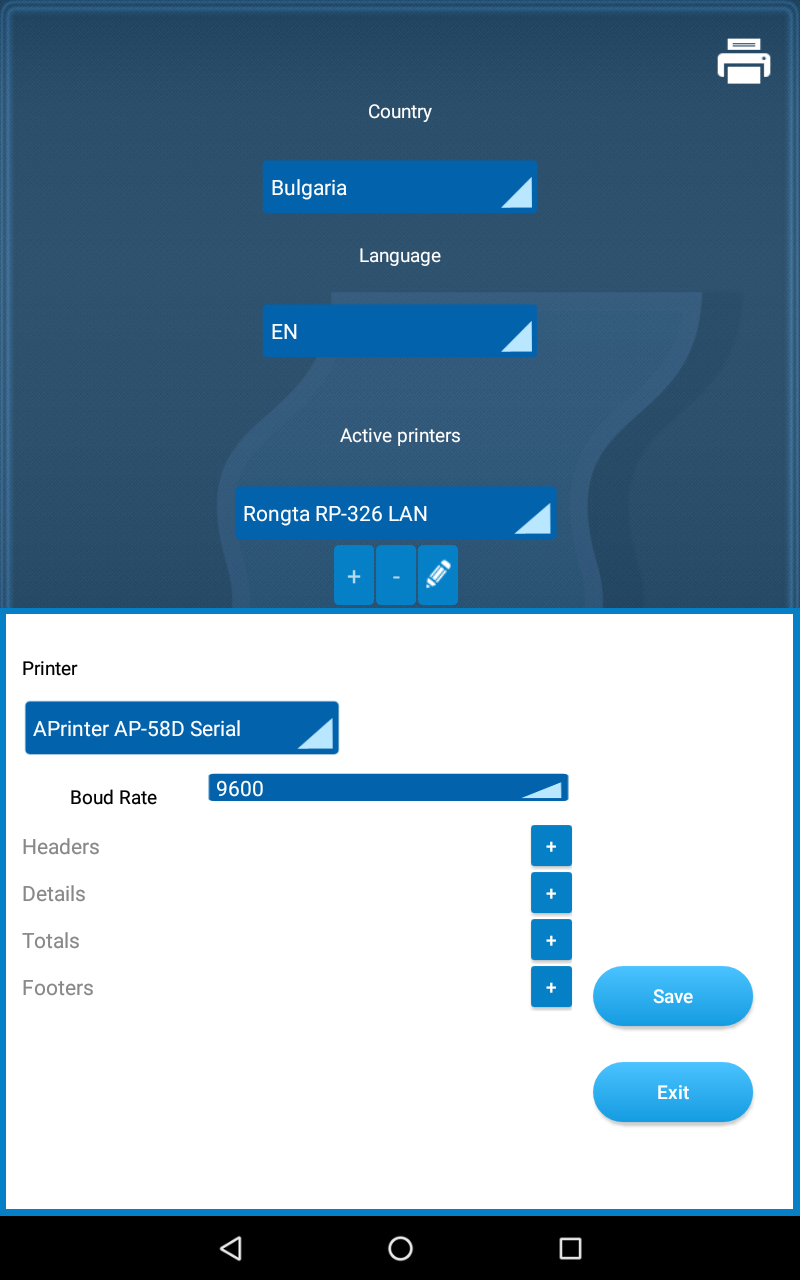 Country
Bulgaria
Language
EN
Active printers
Rongta RP-326 LAN
+ -
Printer
APrinter AP-58D Serial
Boud Rate 9600
Headers +
Details +
Totals +
Footers +
Save
Exit